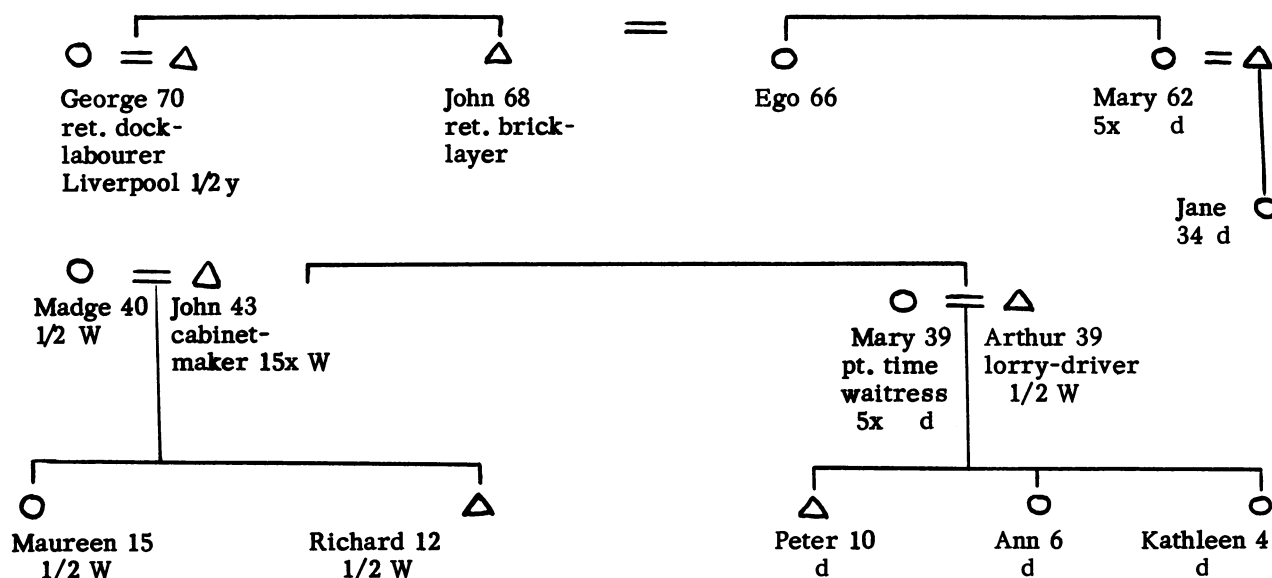 George 70
ret. dock-
labourer
Liverpool 1/2 y
John 68
ret. brick-
layer
Ego 66
Mary 62
5x d
Jane
34 d
Madge 40
1/2 W
John 43
cabinet-
maker 15x W
Mary 39
pt. time
waitress
5x d
Arthur 39
lorry-driver
1/2 W
Maureen 15
1/2 W
Richard 12
1/2 W
Peter 10
d
Ann 6
d
Kathleen 4
d